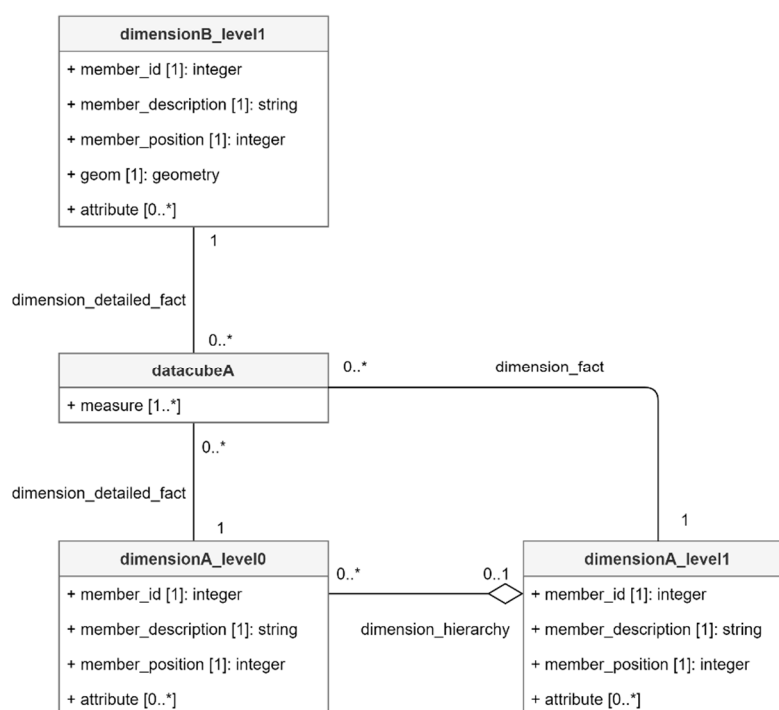 dimensionB_level1
+ member_id [1]: integer
+ member_description [1]: string
+ member_position [1]: integer
+ geom [1]: geometry
+ attribute [0..*]
1
dimension_detailed_fact
0..*
datacubeA
+ measure [1..*]
0..*
dimension_fact
0..*
dimension_detailed_fact
1
1
dimensionA_level0
+ member_id [1]: integer
+ member_description [1]: string
+ member_position [1]: integer
+ attribute [0..*]
0..*
0..1
dimension_hierarchy
dimensionA_level1
+ member_id [1]: integer
+ member_description [1]: string
+ member_position [1]: integer
+ attribute [0..*]